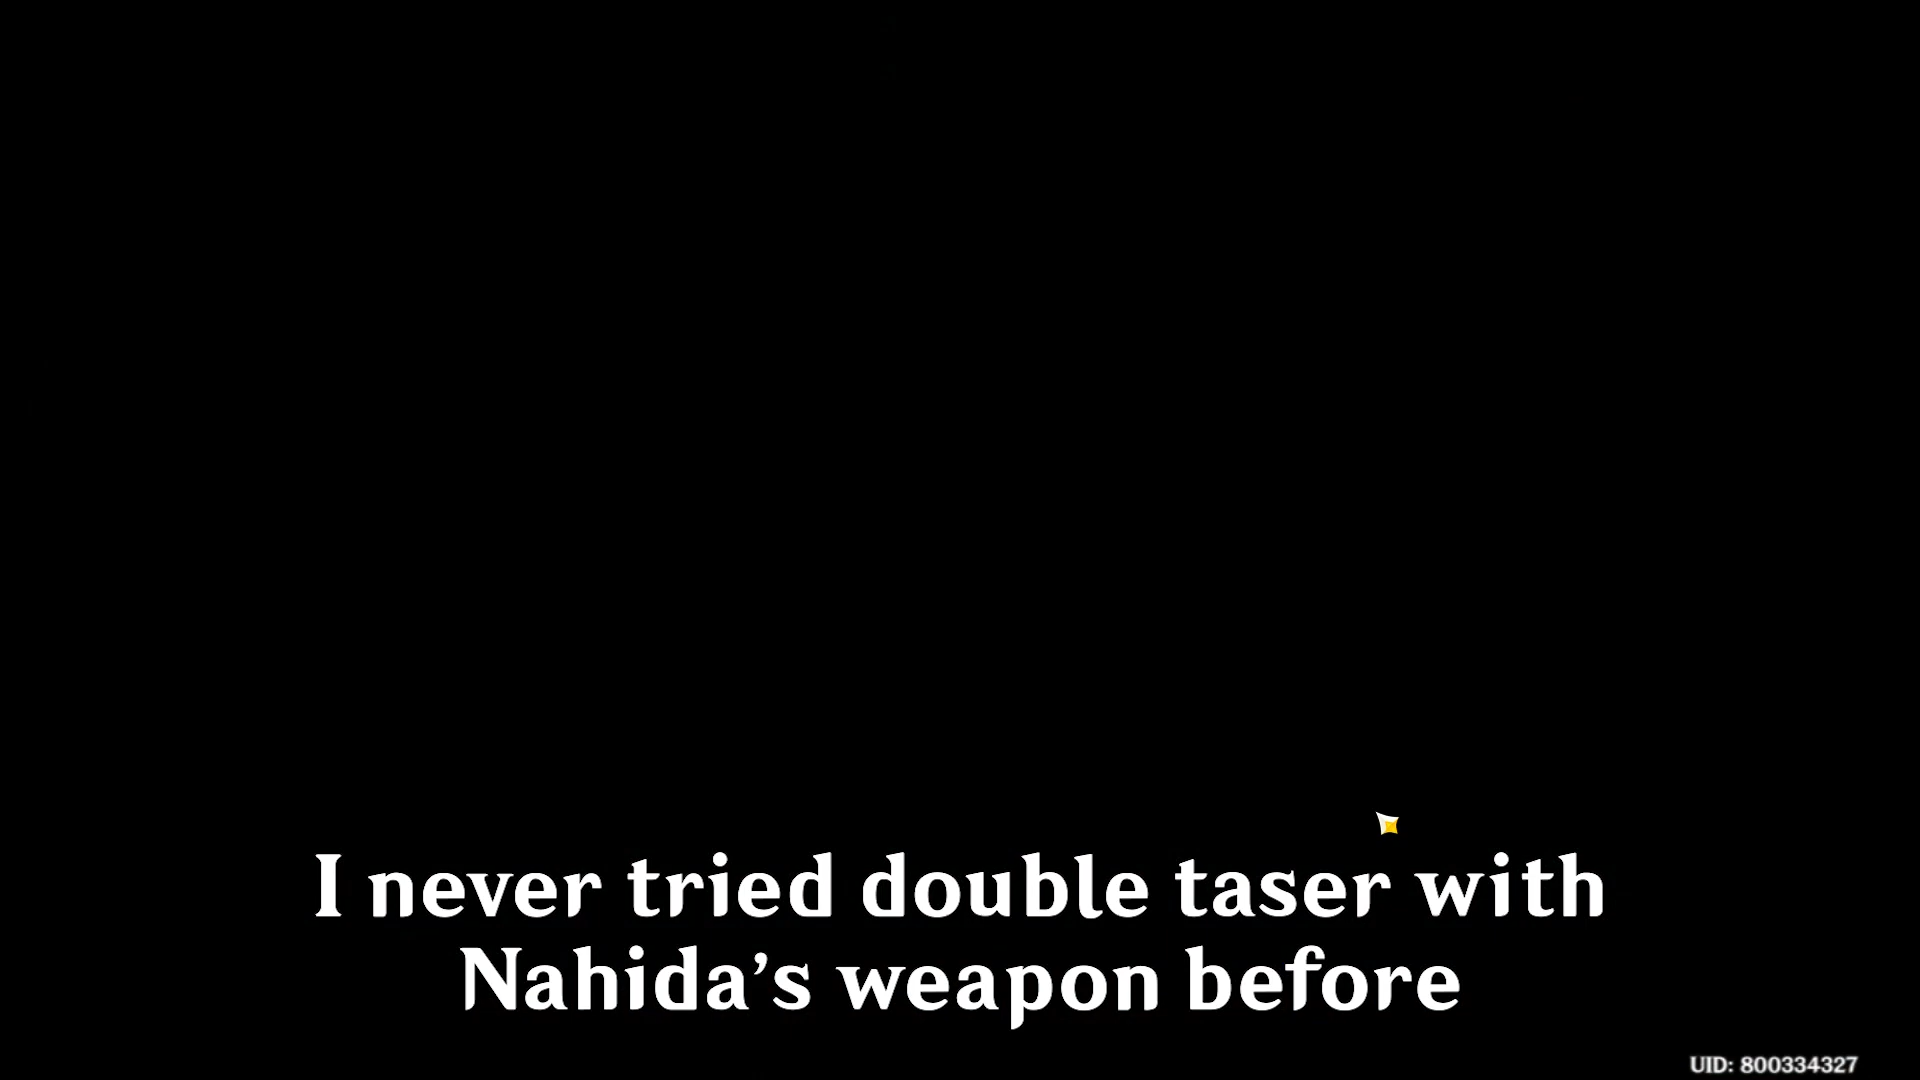 I never tried double taser with
Nahida's weapon before
UID: 800334327